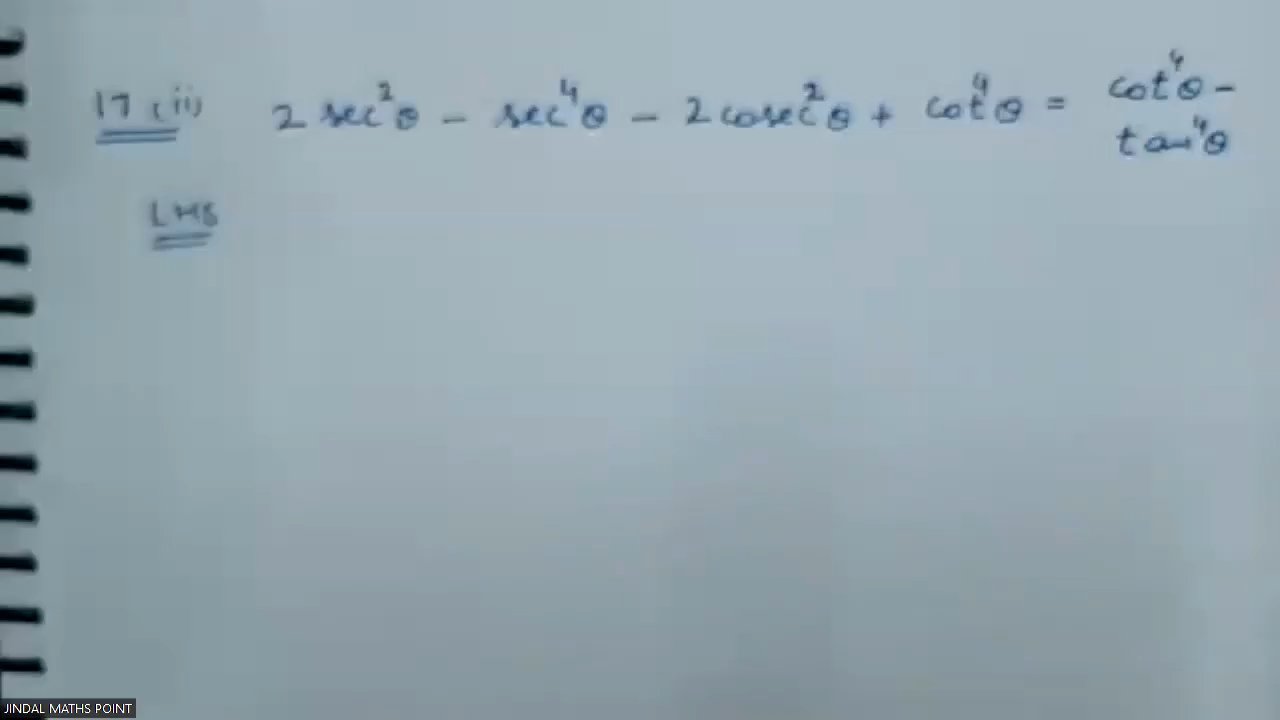 17 (ii) 2 sec²θ - sec⁴θ - 2 cosec²θ + cot⁴θ = cot⁴θ -
tan⁴θ
LHS
JINDAL MATHS POINT